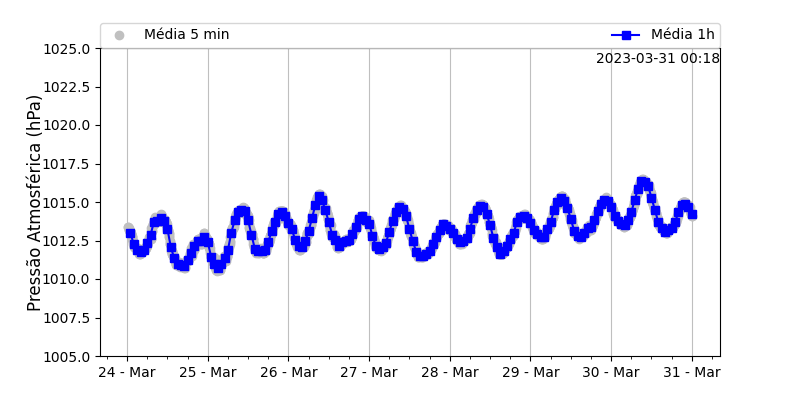 Média 5 min
Média 1h
2023-03-31 00:18
Pressão Atmosférica (hPa)
1025.0
1022.5
1020.0
1017.5
1015.0
1012.5
1010.0
1007.5
1005.0
24 - Mar 25 - Mar 26 - Mar 27 - Mar 28 - Mar 29 - Mar 30 - Mar 31 - Mar